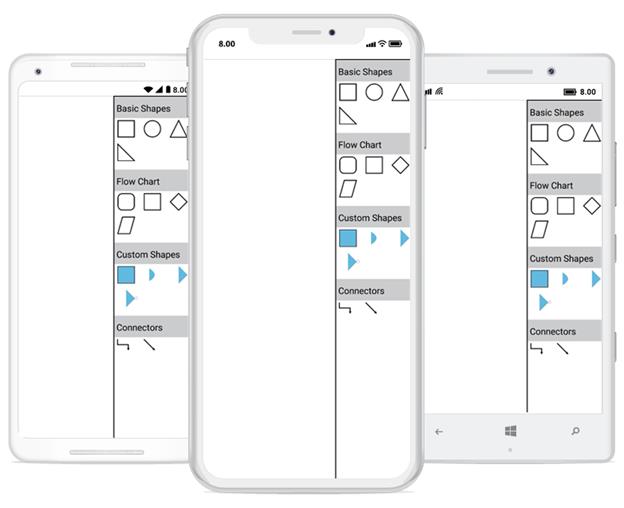 8.00
Basic Shapes
Flow Chart
Custom Shapes
Connectors
8.00
Basic Shapes
Flow Chart
Custom Shapes
Connectors
8.00
Basic Shapes
Flow Chart
Custom Shapes
Connectors